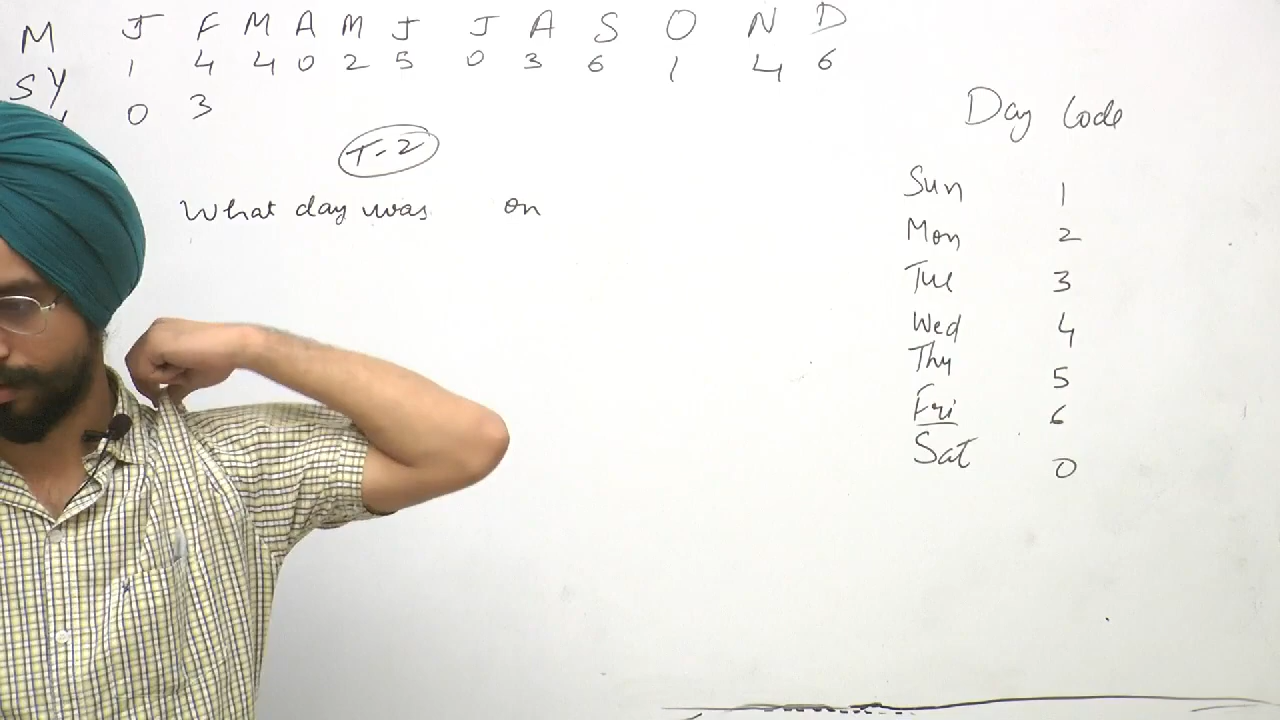 M J F M A M J J A S O N D
SY 1 4 4 0 2 5 0 3 6 1 4 6
0 3
T-2
What day was on
Day Code
Sun 1
Mon 2
Tue 3
Wed 4
Thu 5
Fri 6
Sat 0